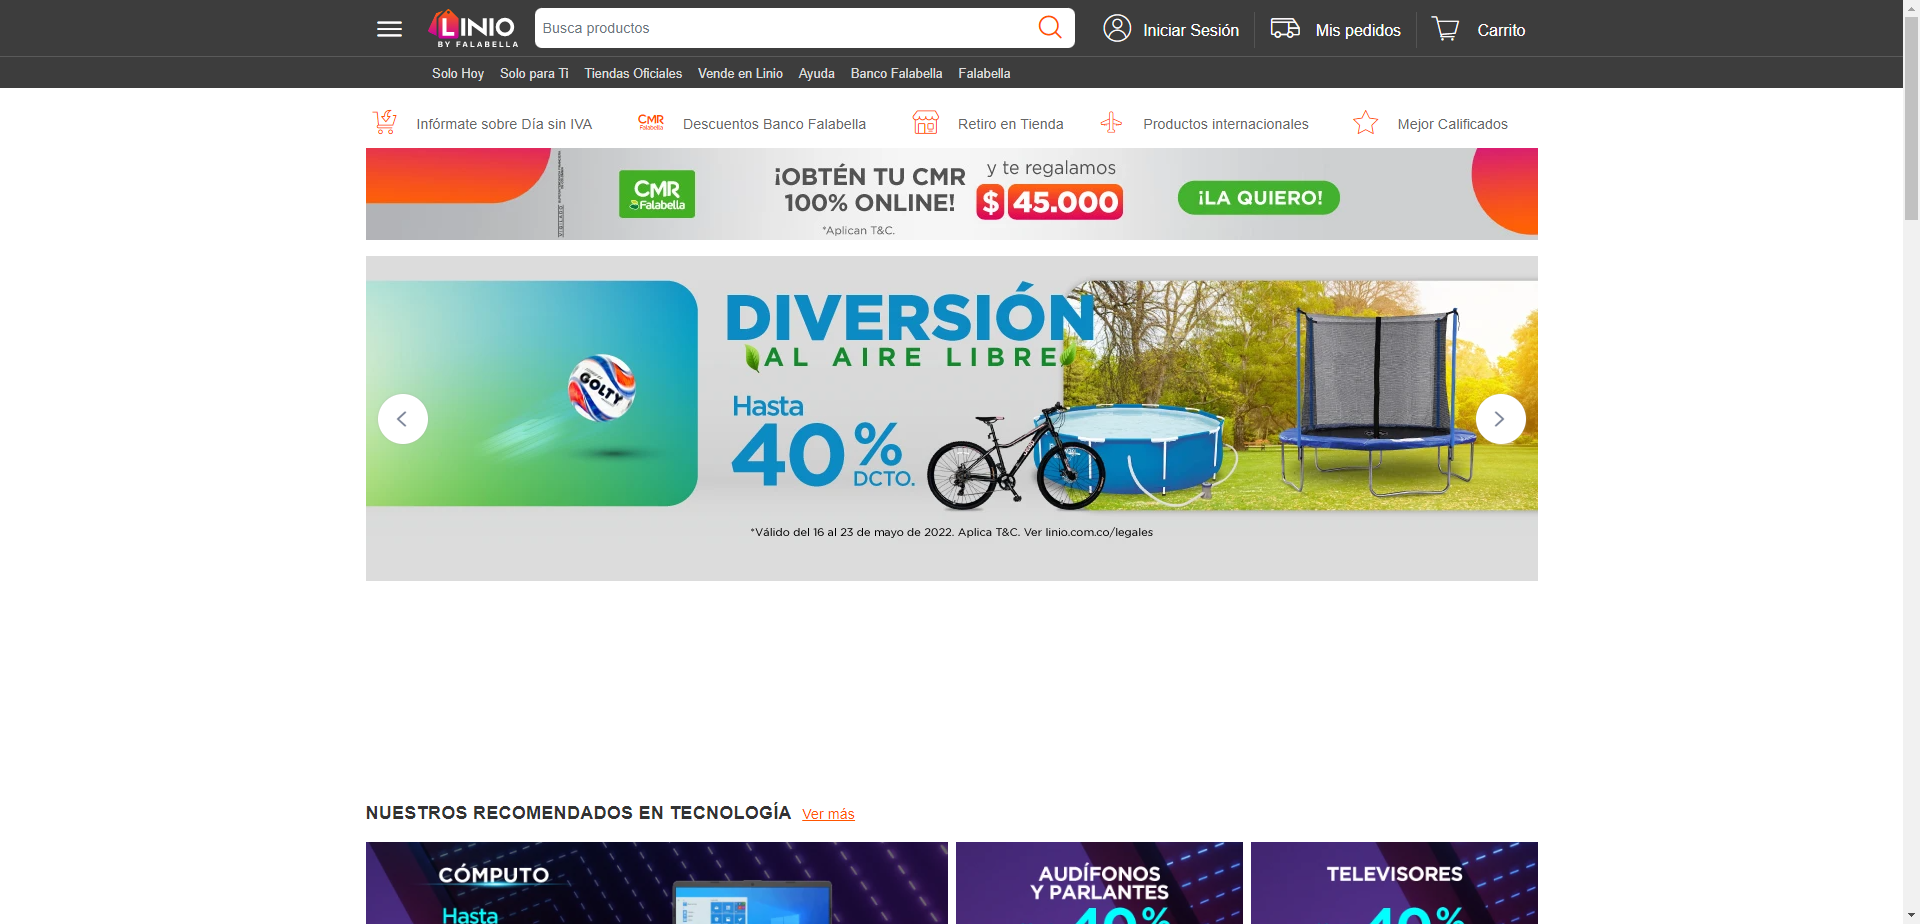 LINIO
BY FALABELLA
Busca productos
Iniciar Sesión
Mis pedidos
Carrito
Solo Hoy
Solo para Ti
Tiendas Oficiales
Vende en Linio
Ayuda
Banco Falabella
Falabella
Infórmate sobre Día sin IVA
CMR
Falabella
Descuentos Banco Falabella
Retiro en Tienda
Productos internacionales
Mejor Calificados
CMR
Falabella
¡OBTÉN TU CMR
100% ONLINE!
*Aplican T&C.
y te regalamos
$ 45.000
¡LA QUIERO!
GOLTY
DIVERSIÓN
AL AIRE LIBRE
Hasta
40%
DCTO.
*Válido del 16 al 23 de mayo de 2022. Aplica T&C. Ver linio.com.co/legales
NUESTROS RECOMENDADOS EN TECNOLOGÍA
Ver más
CÓMPUTO
Hasta
AUDÍFONOS
Y PARLANTES
40%
TELEVISORES
40%